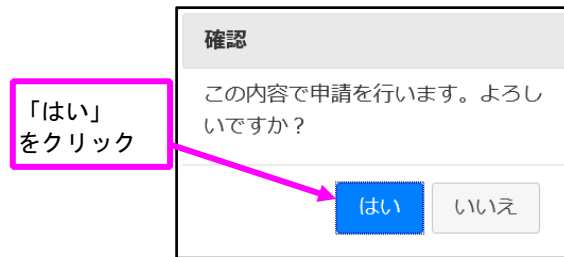 確認
この内容で申請を行います。よろし
いですか？
「はい」
をクリック
はい
いいえ